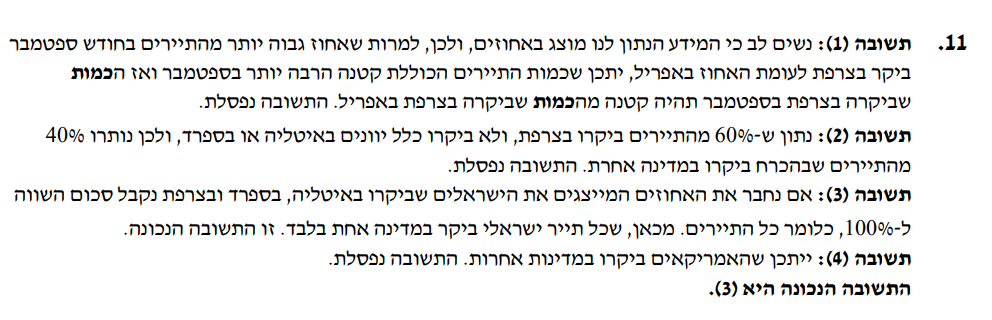 11. תשובה (1): נשים לב כי המידע הנתון לנו מוצג באחוזים, ולכן, למרות שאחוז גבוה יותר מהתיירים בחודש ספטמבר
ביקר בצרפת לעומת האחוז באפריל, יתכן שכמות התיירים הכוללת קטנה הרבה יותר בספטמבר ואז הכמות
שביקרה בצרפת בספטמבר תהיה קטנה מהכמות שביקרה בצרפת באפריל. התשובה נפסלת.
תשובה (2): נתון ש-60% מהתיירים ביקרו בצרפת, ולא ביקרו כלל יוונים באיטליה או בספרד, ולכן נותרו 40%
מהתיירים שבהכרח ביקרו במדינה אחרת. התשובה נפסלת.
תשובה (3): אם נחבר את האחוזים המייצגים את הישראלים שביקרו באיטליה, בספרד ובצרפת נקבל סכום השווה
ל-100%, כלומר כל התיירים. מכאן, שכל תייר ישראלי ביקר במדינה אחת בלבד. זו התשובה הנכונה.
תשובה (4): ייתכן שהאמריקאים ביקרו במדינות אחרות. התשובה נפסלת.
התשובה הנכונה היא (3).